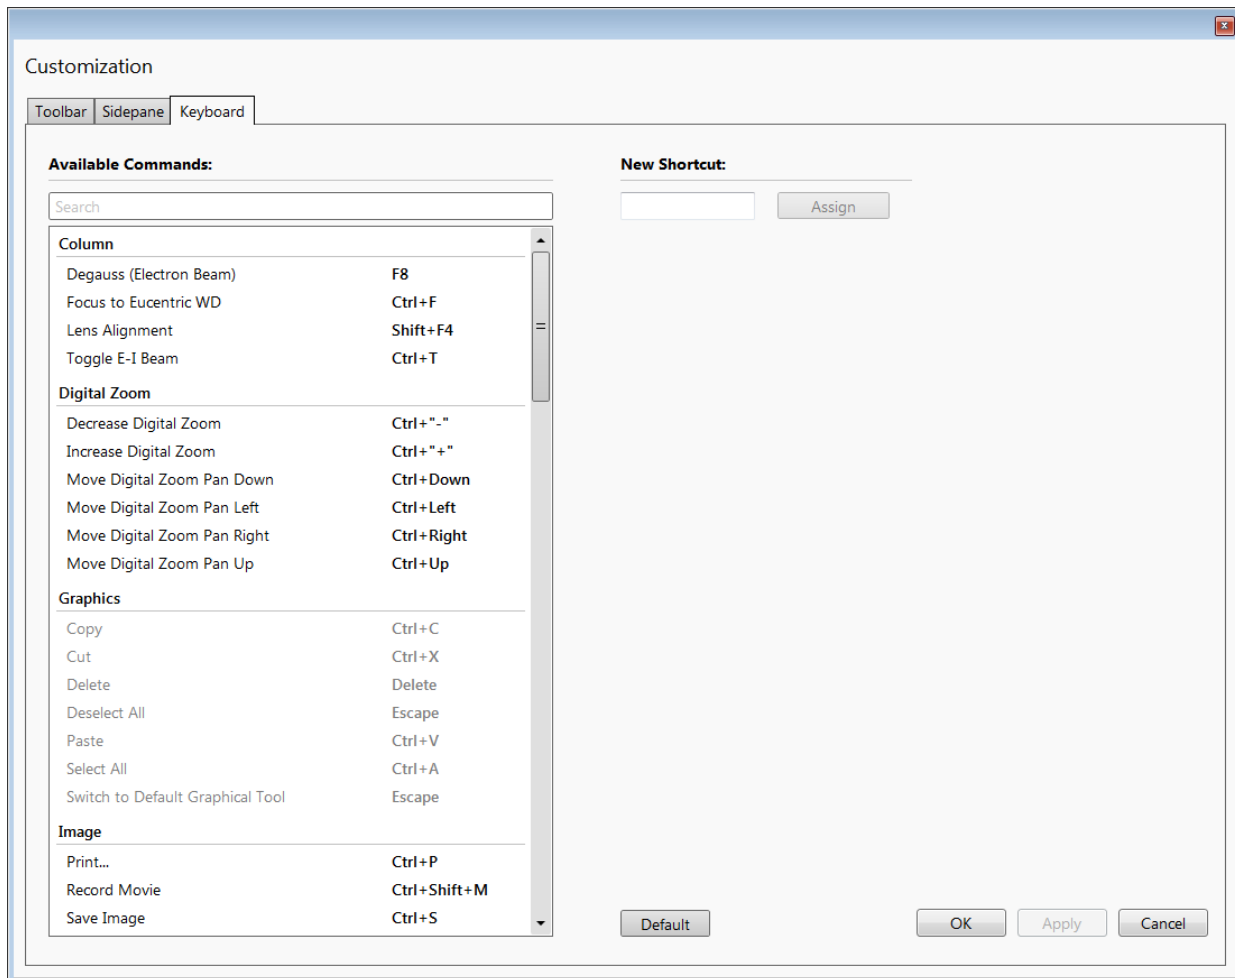 x
Customization
Toolbar Sidepane Keyboard
Available Commands: New Shortcut:
Search Assign
Column
Degauss (Electron Beam) F8
Focus to Eucentric WD Ctrl+F
Lens Alignment Shift+F4
Toggle E-I Beam Ctrl+T
Digital Zoom
Decrease Digital Zoom Ctrl+"-"
Increase Digital Zoom Ctrl+"+"
Move Digital Zoom Pan Down Ctrl+Down
Move Digital Zoom Pan Left Ctrl+Left
Move Digital Zoom Pan Right Ctrl+Right
Move Digital Zoom Pan Up Ctrl+Up
Graphics
Copy Ctrl+C
Cut Ctrl+X
Delete Delete
Deselect All Escape
Paste Ctrl+V
Select All Ctrl+A
Switch to Default Graphical Tool Escape
Image
Print... Ctrl+P
Record Movie Ctrl+Shift+M
Save Image Ctrl+S
Default OK Apply Cancel